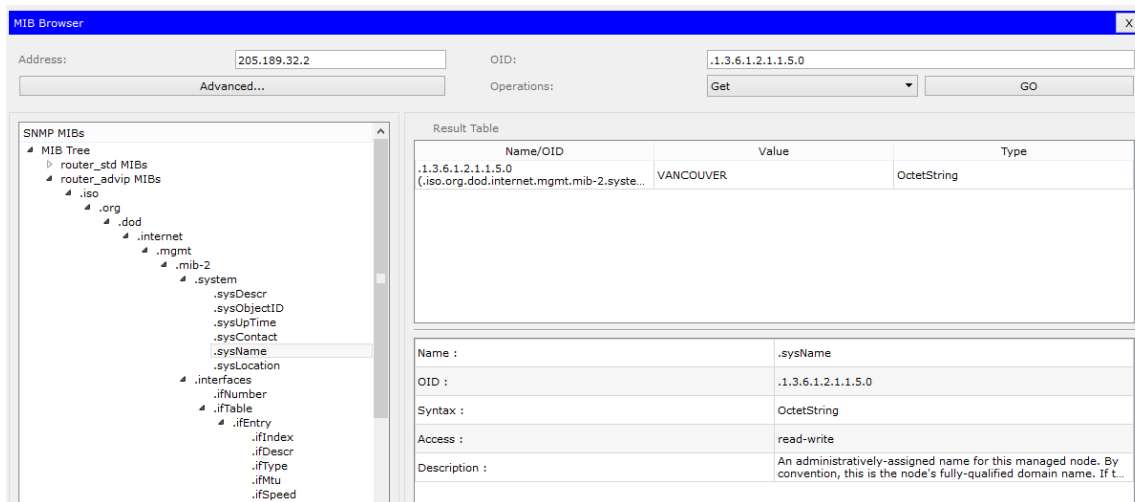 MIB Browser
X
Address:
205.189.32.2
OID:
.1.3.6.1.2.1.1.5.0
Advanced...
Operations:
Get
GO
SNMP MIBs
MIB Tree
router_std MIBs
router_advip MIBs
.iso
.org
.dod
.internet
.mgmt
.mib-2
.system
.sysDescr
.sysObjectID
.sysUpTime
.sysContact
.sysName
.sysLocation
.interfaces
.ifNumber
.ifTable
.ifEntry
.ifIndex
.ifDescr
.ifType
.ifMtu
.ifSpeed
Result Table
Name/OID
Value
Type
.1.3.6.1.2.1.1.5.0
(.iso.org.dod.internet.mgmt.mib-2.syste...
VANCOUVER
OctetString
Name :
.sysName
OID :
.1.3.6.1.2.1.1.5.0
Syntax :
OctetString
Access :
read-write
Description :
An administratively-assigned name for this managed node. By
convention, this is the node's fully-qualified domain name. If t...